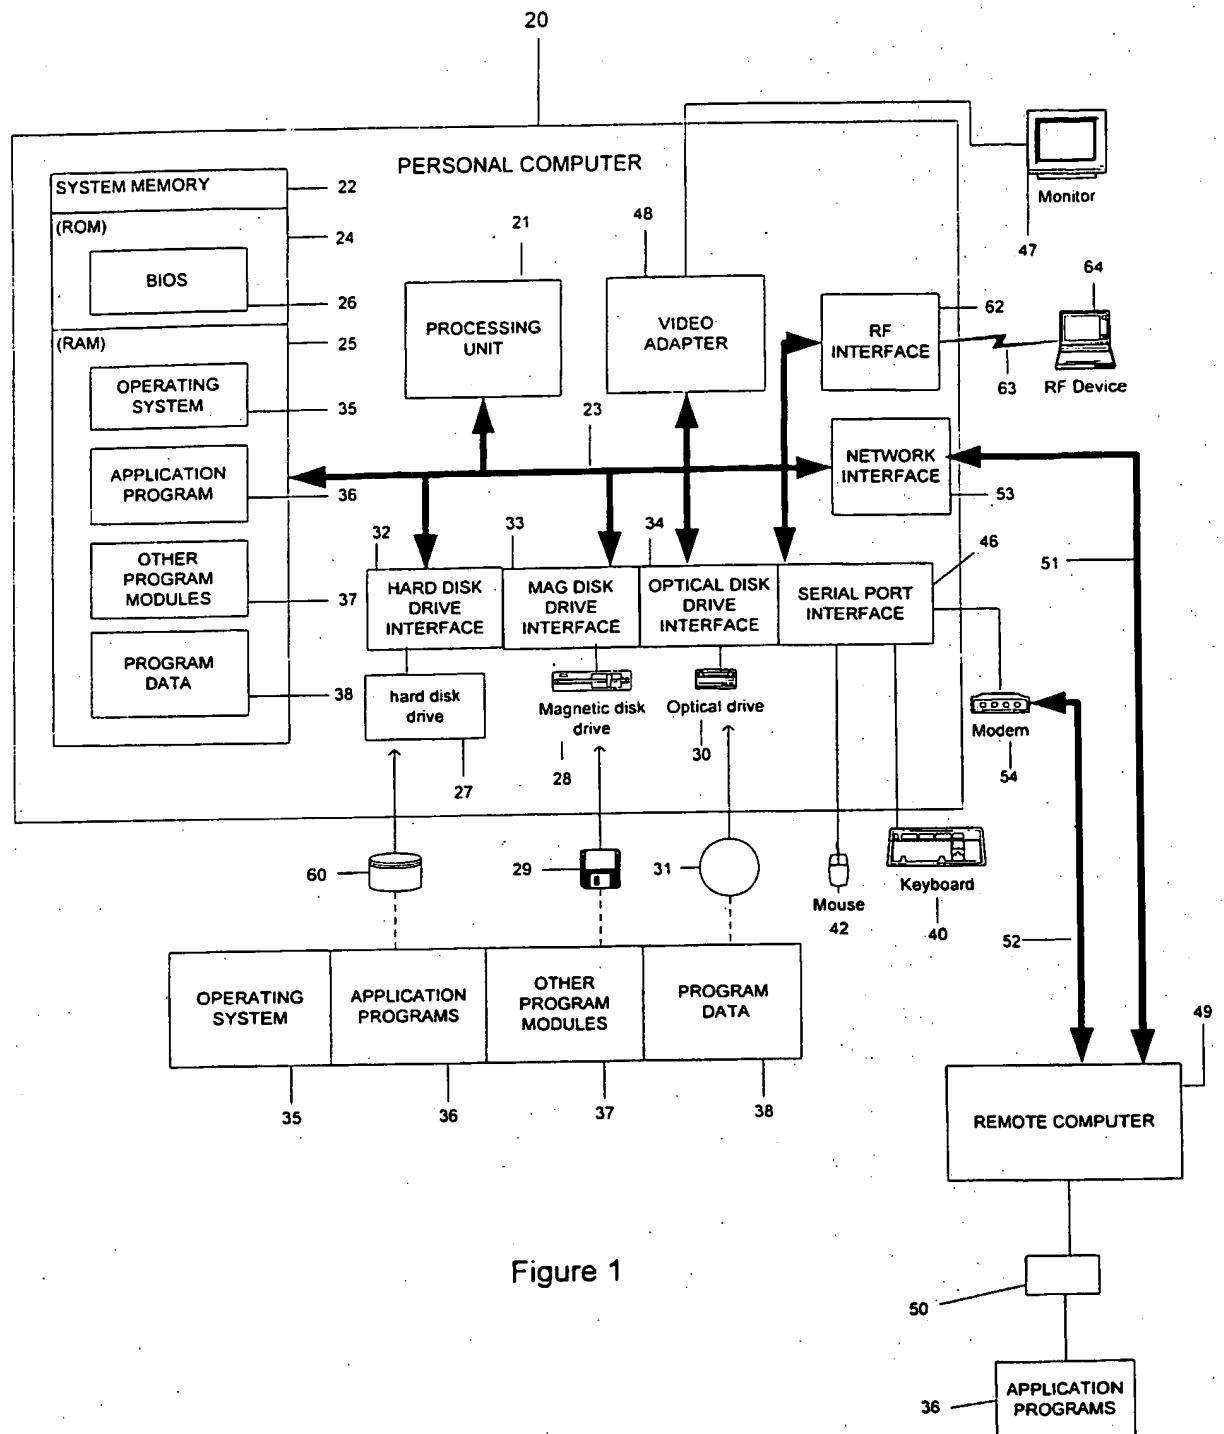 20
PERSONAL COMPUTER
SYSTEM MEMORY
22
(ROM)
24
BIOS
26
(RAM)
25
OPERATING
SYSTEM
35
APPLICATION
PROGRAM
36
OTHER
PROGRAM
MODULES
37
PROGRAM
DATA
38
21
PROCESSING
UNIT
48
VIDEO
ADAPTER
Monitor
47
62
RF
INTERFACE
63
64
RF Device
23
NETWORK
INTERFACE
53
32
HARD DISK
DRIVE
INTERFACE
33
MAG DISK
DRIVE
INTERFACE
34
OPTICAL DISK
DRIVE
INTERFACE
46
SERIAL PORT
INTERFACE
51
hard disk
drive
27
Magnetic disk
drive
28
Optical drive
30
Modem
54
60
29
31
Mouse
42
Keyboard
40
52
OPERATING
SYSTEM
APPLICATION
PROGRAMS
OTHER
PROGRAM
MODULES
PROGRAM
DATA
35
36
37
38
49
REMOTE COMPUTER
Figure 1
50
36
APPLICATION
PROGRAMS